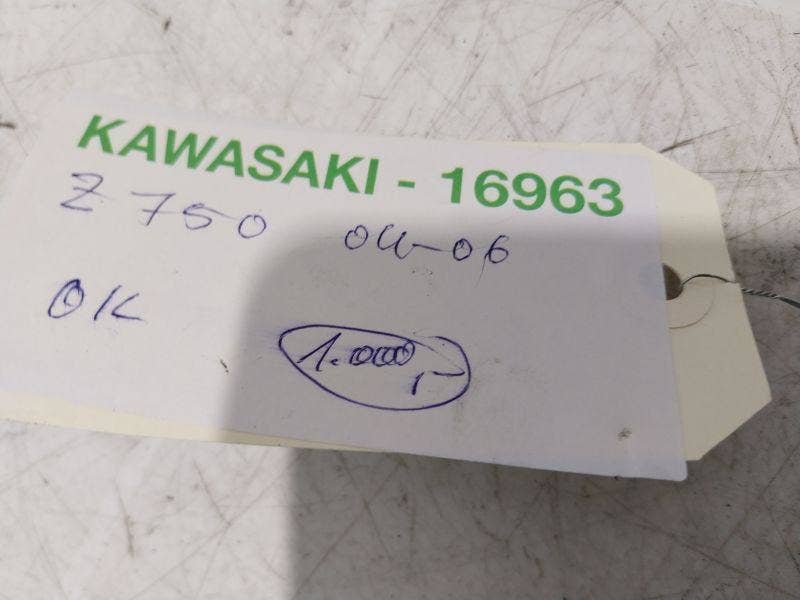 KAWASAKI - 16963
Z 750 04-06
OK
1.000,-